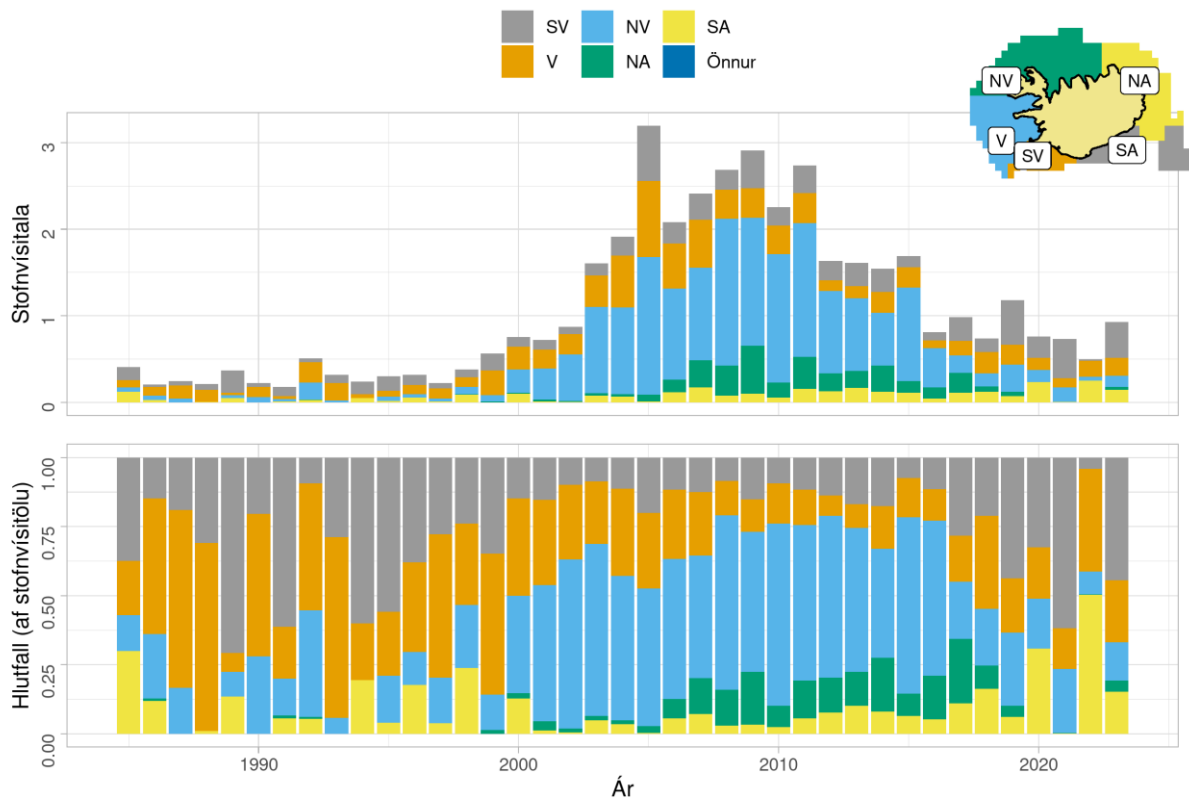 SV NV SA
V NA Önnur
NV NA
V SV SA
Stofnvísitala
3
2
1
0
Hlutfall (af stofnvísitölu)
1.00
0.75
0.50
0.25
0.00
1990 2000 2010 2020
Ár